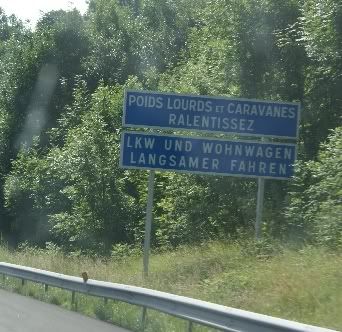 POIDS LOURDS ET CARAVANES
RALENTISSEZ
LKW UND WOHNWAGEN
LANGSAMER FAHREN